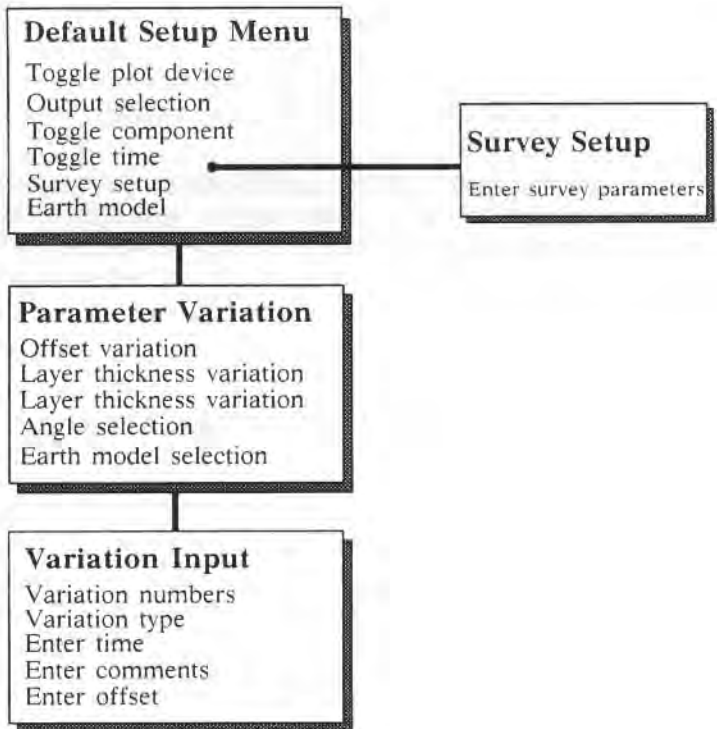 Default Setup Menu
Toggle plot device
Output selection
Toggle component
Toggle time
Survey setup
Earth model
Survey Setup
Enter survey parameters
Parameter Variation
Offset variation
Layer thickness variation
Layer thickness variation
Angle selection
Earth model selection
Variation Input
Variation numbers
Variation type
Enter time
Enter comments
Enter offset